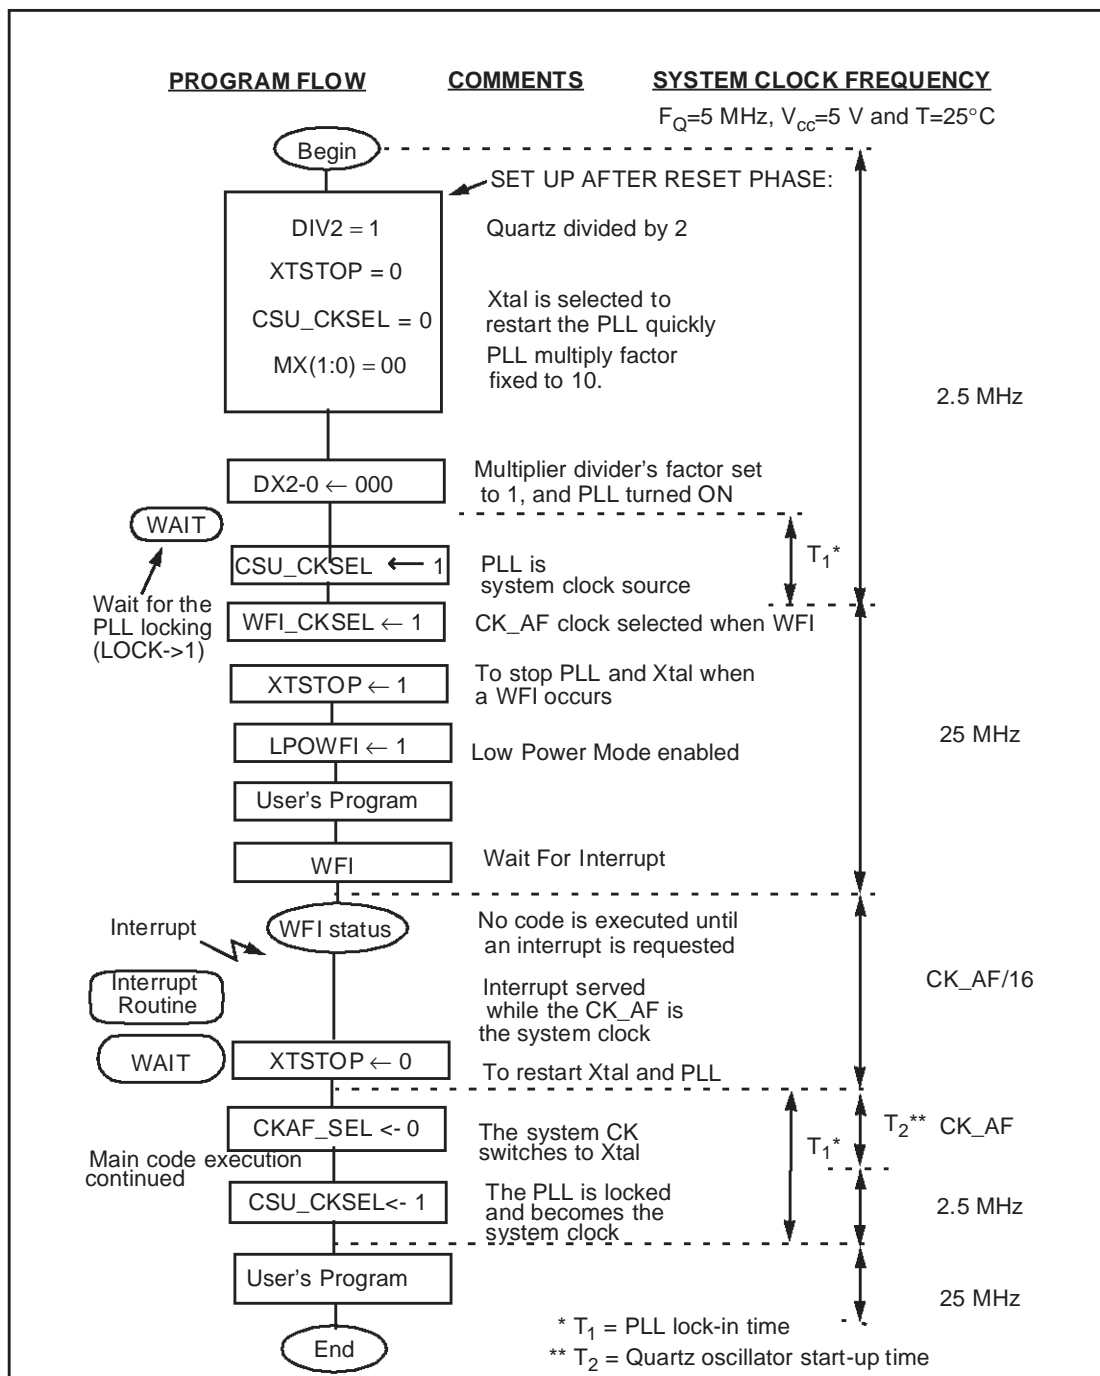 PROGRAM FLOW COMMENTS SYSTEM CLOCK FREQUENCY
FQ=5 MHz, Vcc=5 V and T=25°C
Begin
SET UP AFTER RESET PHASE:
DIV2 = 1
Quartz divided by 2
XTSTOP = 0
CSU_CKSEL = 0
Xtal is selected to
restart the PLL quickly
MX(1:0) = 00
PLL multiply factor
fixed to 10.
2.5 MHz
DX2-0 ← 000
Multiplier divider's factor set
to 1, and PLL turned ON
WAIT
T1*
CSU_CKSEL ← 1
PLL is
system clock source
Wait for the
PLL locking
(LOCK->1)
WFI_CKSEL ← 1
CK_AF clock selected when WFI
XTSTOP ← 1
To stop PLL and Xtal when
a WFI occurs
25 MHz
LPOWFI ← 1
Low Power Mode enabled
User's Program
WFI
Wait For Interrupt
WFI status
No code is executed until
an interrupt is requested
Interrupt
CK_AF/16
Interrupt
Routine
Interrupt served
while the CK_AF is
the system clock
WAIT
XTSTOP ← 0
To restart Xtal and PLL
CKAF_SEL <- 0
The system CK
switches to Xtal
T1*
T2** CK_AF
Main code execution
continued
CSU_CKSEL<- 1
The PLL is locked
and becomes the
system clock
2.5 MHz
User's Program
25 MHz
End
* T1 = PLL lock-in time
** T2 = Quartz oscillator start-up time